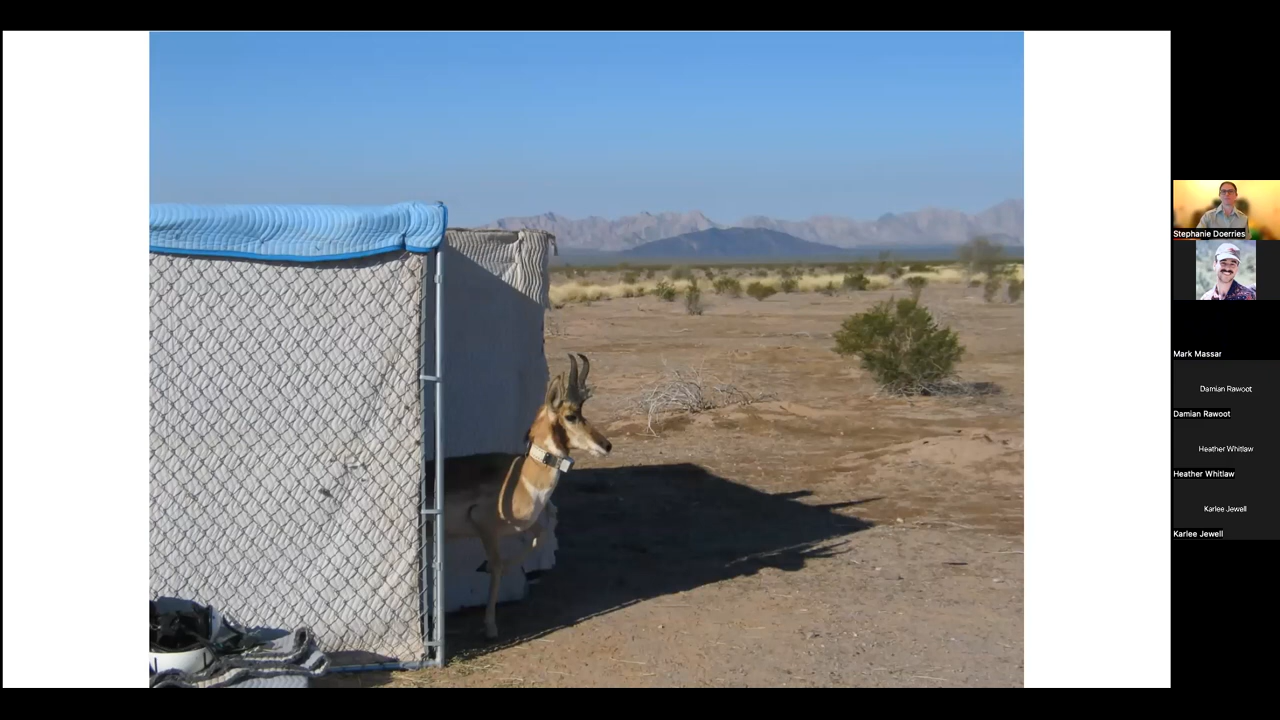 Stephanie Doerries
Mark Massar
Damian Rawoot
Damian Rawoot
Heather Whitlaw
Heather Whitlaw
Karlee Jewell
Karlee Jewell